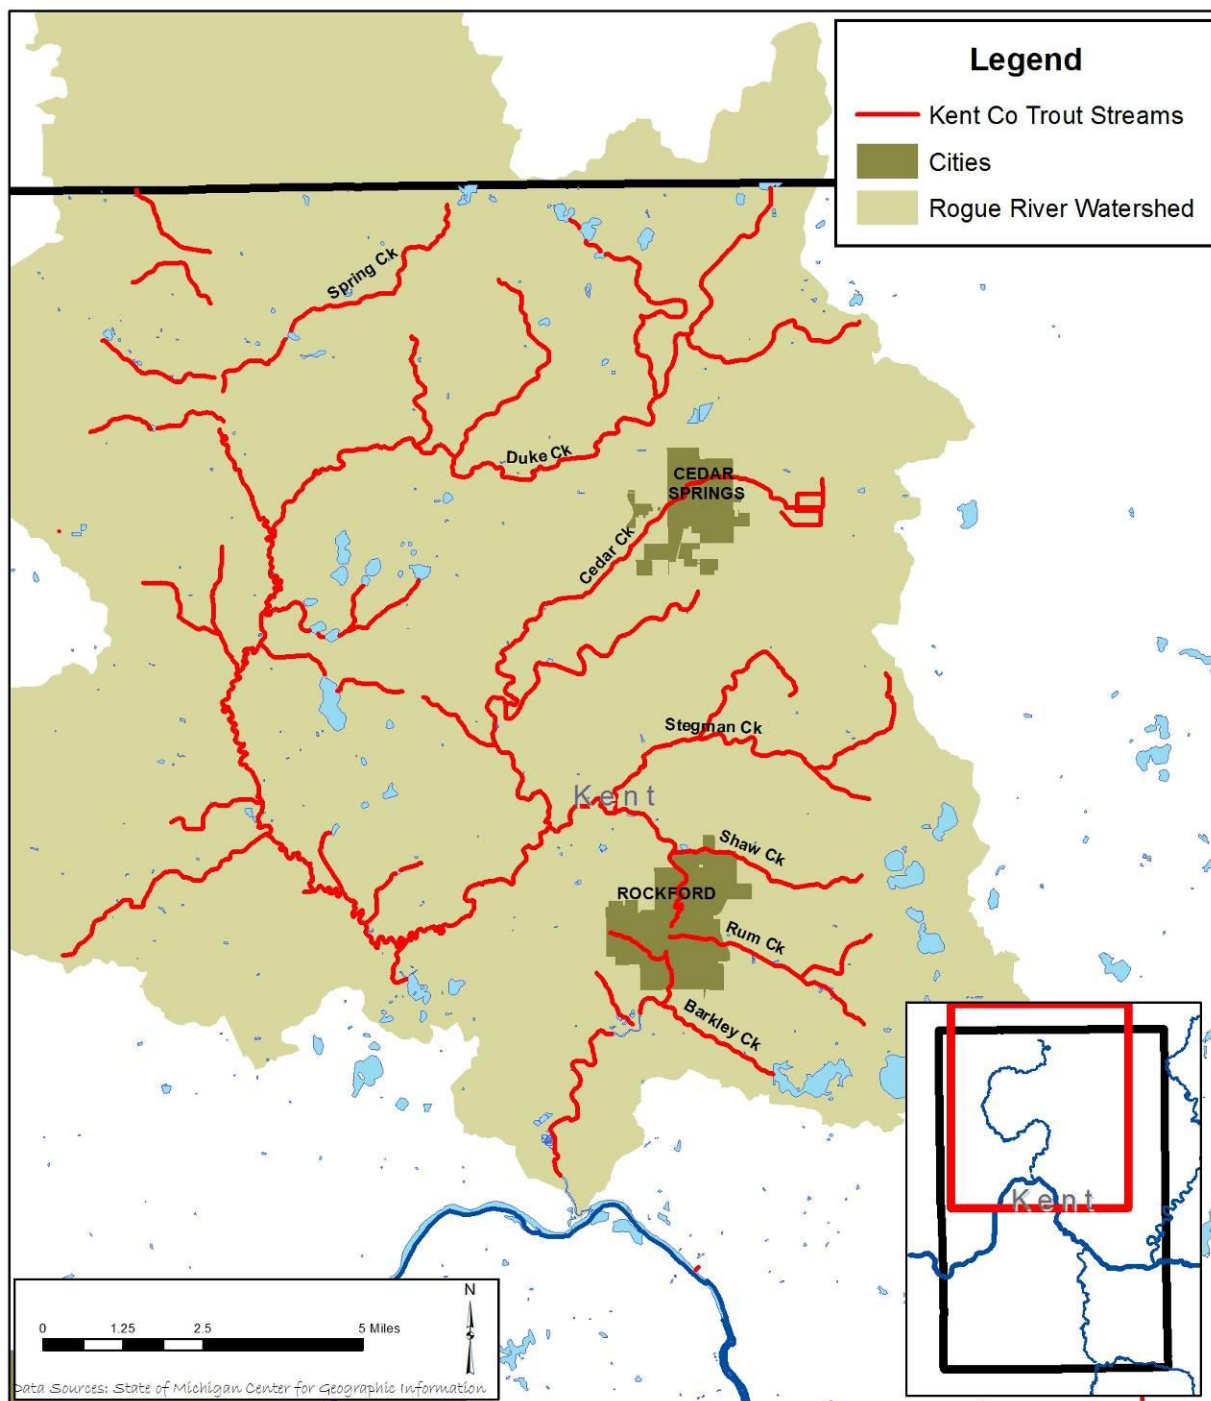 Legend
Kent Co Trout Streams
Cities
Rogue River Watershed
Spring Ck
Duke Ck
CEDAR
SPRINGS
Cedar Ck
Stegman Ck
Kent
Shaw Ck
ROCKFORD
Rum Ck
Barkley Ck
Kent
N
0 1.25 2.5 5 Miles
Data Sources: State of Michigan Center for Geographic Information